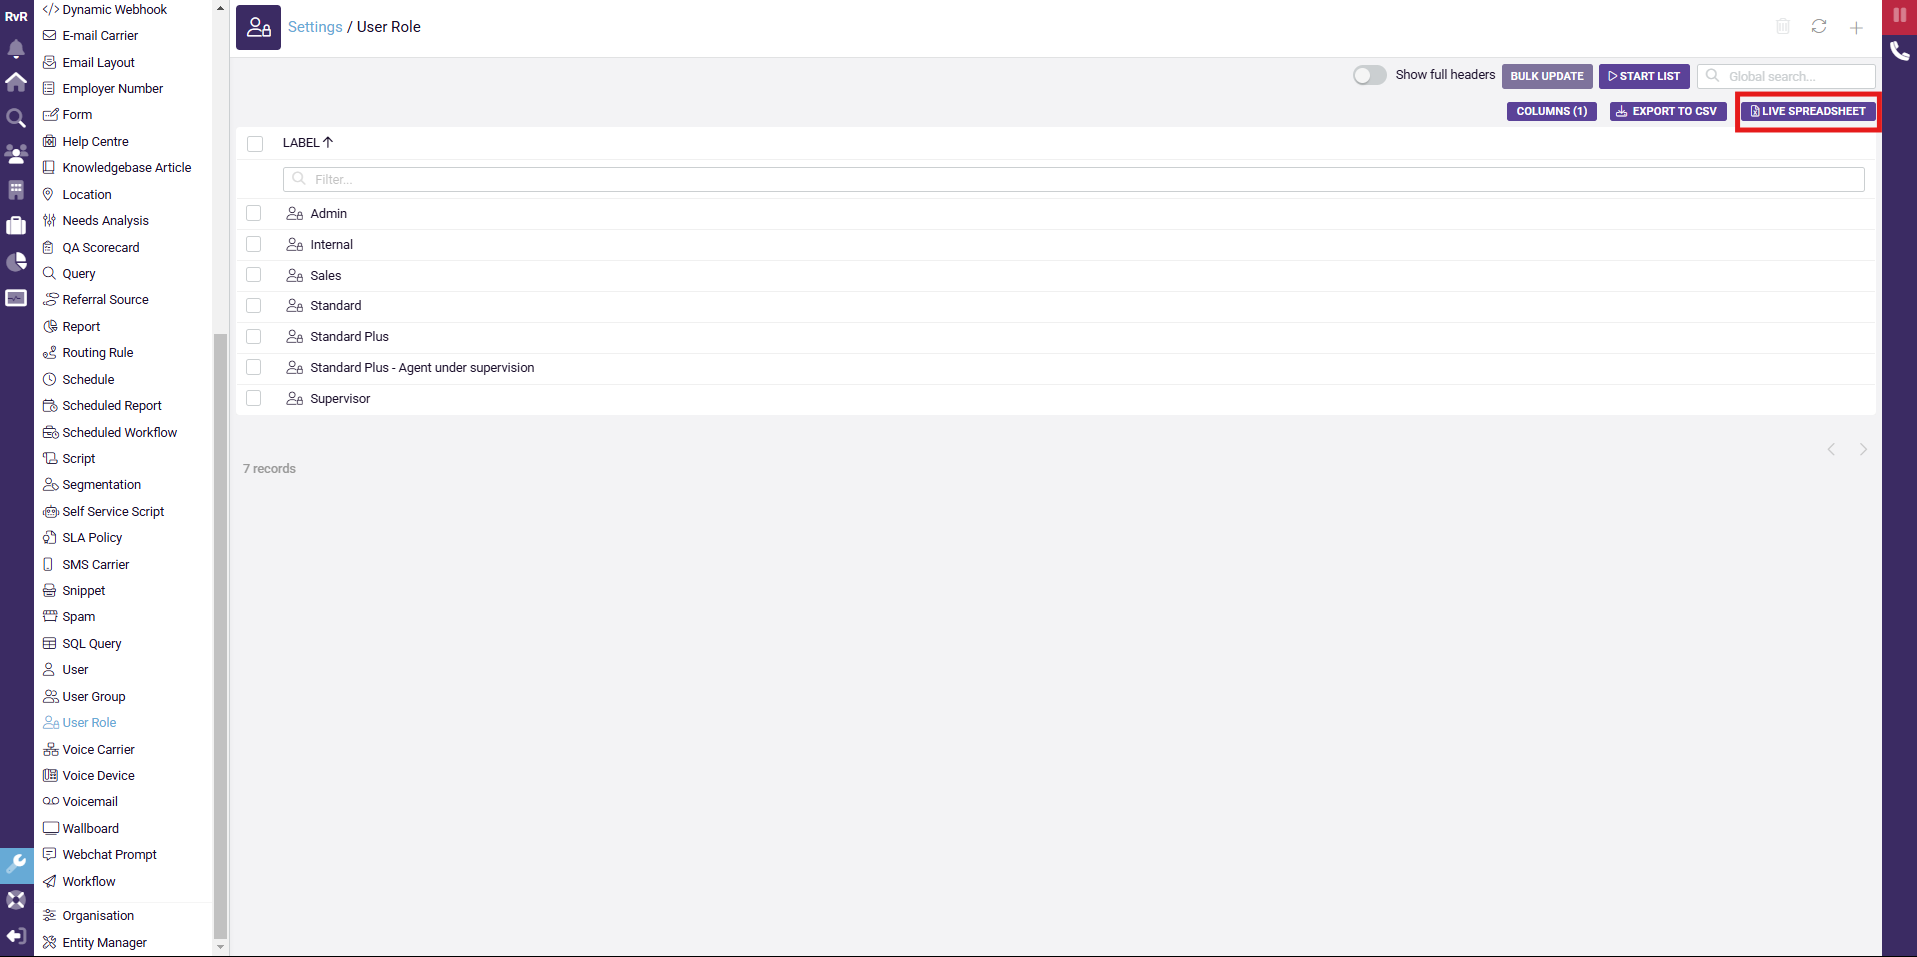 RvR
Dynamic Webhook
E-mail Carrier
Email Layout
Employer Number
Form
Help Centre
Knowledgebase Article
Location
Needs Analysis
QA Scorecard
Query
Referral Source
Report
Routing Rule
Schedule
Scheduled Report
Scheduled Workflow
Script
Segmentation
Self Service Script
SLA Policy
SMS Carrier
Snippet
Spam
SQL Query
User
User Group
User Role
Voice Carrier
Voice Device
Voicemail
Wallboard
Webchat Prompt
Workflow
Organisation
Entity Manager
Settings / User Role
Show full headers
BULK UPDATE
START LIST
Global search...
COLUMNS (1)
EXPORT TO CSV
LIVE SPREADSHEET
LABEL
Filter...
Admin
Internal
Sales
Standard
Standard Plus
Standard Plus - Agent under supervision
Supervisor
7 records